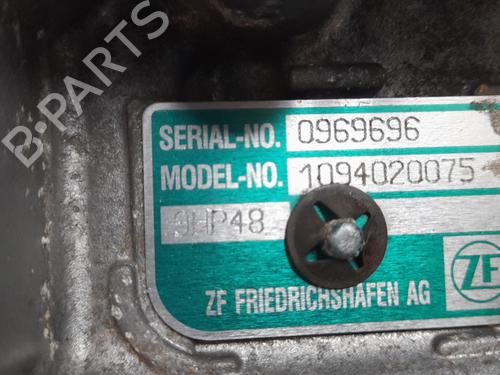 B-PARTS
SERIAL-NO. 0969696
MODEL-NO. 1094020075
9HP48
ZF FRIEDRICHSHAFEN AG
ZF